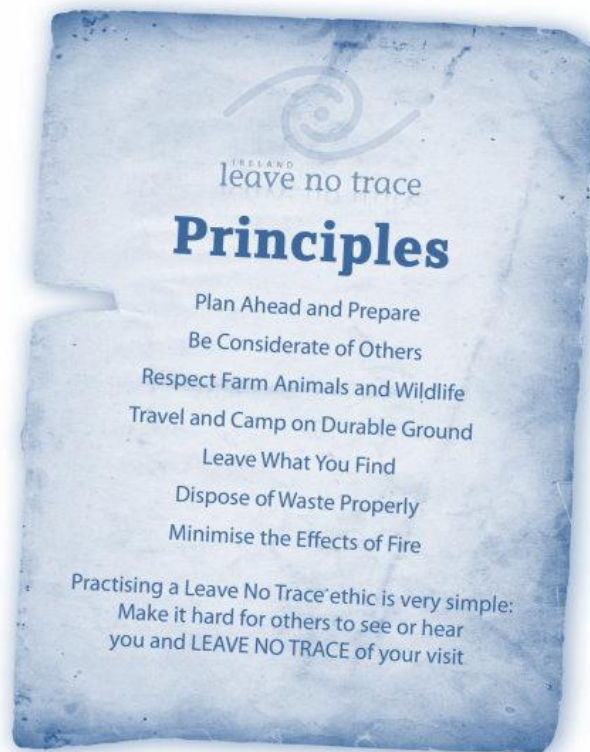 IRELAND
leave no trace
Principles
Plan Ahead and Prepare
Be Considerate of Others
Respect Farm Animals and Wildlife
Travel and Camp on Durable Ground
Leave What You Find
Dispose of Waste Properly
Minimise the Effects of Fire
Practising a Leave No Trace ethic is very simple:
Make it hard for others to see or hear
you and LEAVE NO TRACE of your visit